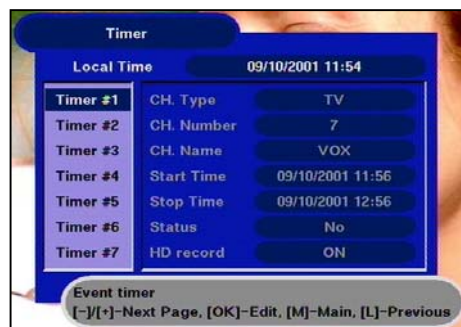 Timer
Local Time 09/10/2001 11:54
Timer #1 CH. Type TV
Timer #2 CH. Number 7
Timer #3 CH. Name VOX
Timer #4 Start Time 09/10/2001 11:56
Timer #5 Stop Time 09/10/2001 12:56
Timer #6 Status No
Timer #7 HD record ON
Event timer
[-]/[+]-Next Page, [OK]-Edit, [M]-Main, [L]-Previous